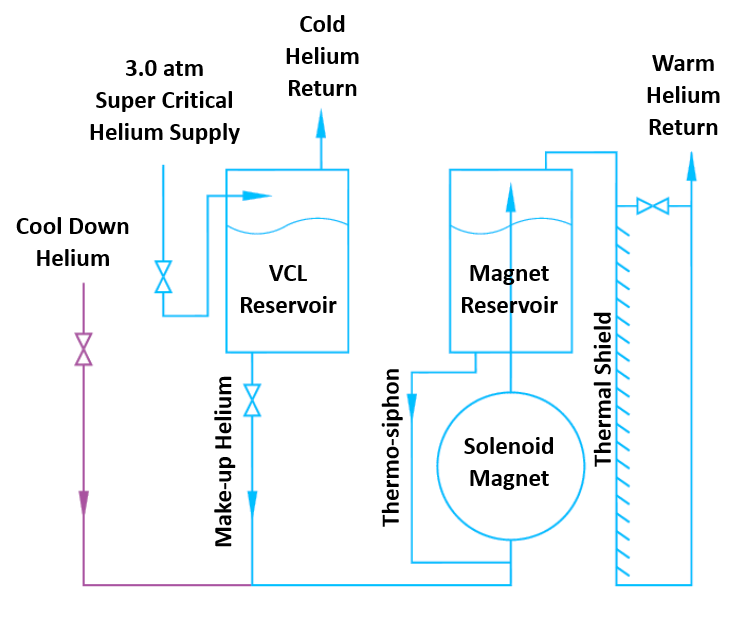 Cold
Helium
Return
3.0 atm
Super Critical
Helium Supply
Warm
Helium
Return
Cool Down
Helium
VCL
Reservoir
Magnet
Reservoir
Thermal Shield
Make-up Helium
Thermo-siphon
Solenoid
Magnet